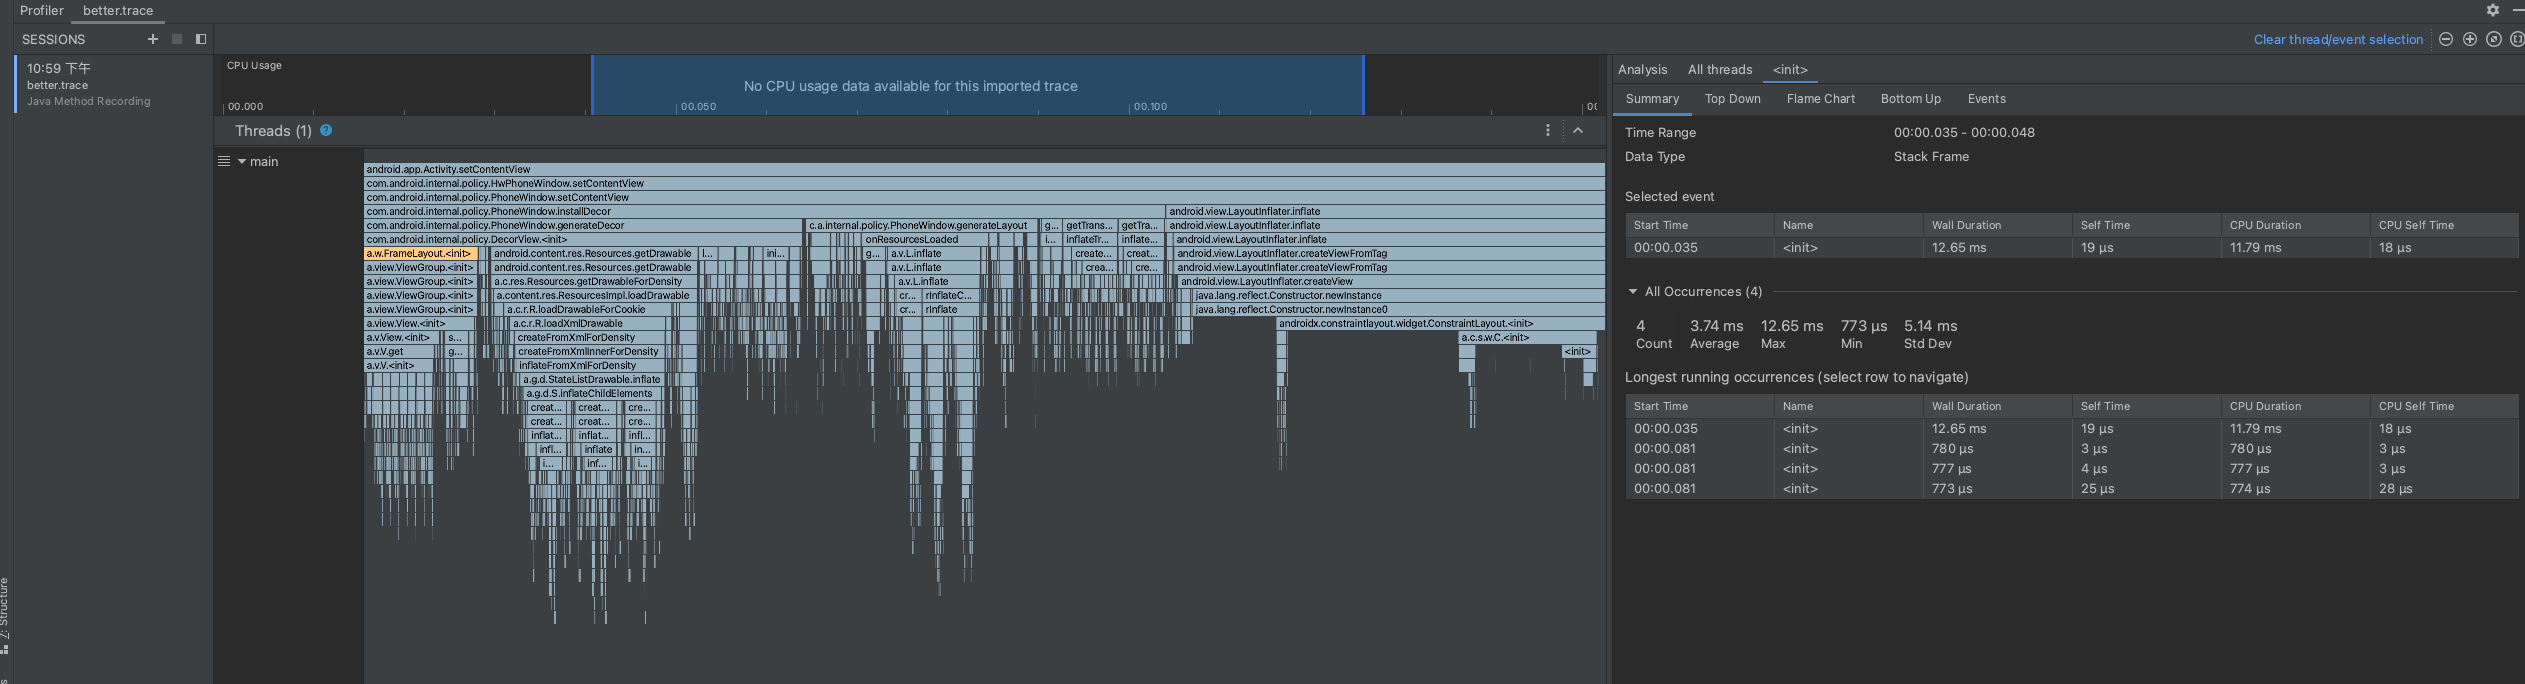 Profiler
better.trace
SESSIONS
Clear thread/event selection
10:59 下午
better.trace
Java Method Recording
CPU Usage
No CPU usage data available for this imported trace
00.000
00.050
00.100
Threads (1)
main
android.app.Activity.setContentView
com.android.internal.policy.HwPhoneWindow.setContentView
com.android.internal.policy.PhoneWindow.setContentView
com.android.internal.policy.PhoneWindow.installDecor
android.view.LayoutInflater.inflate
com.android.internal.policy.PhoneWindow.generateDecor
c.a.internal.policy.PhoneWindow.generateLayout
g...
getTrans...
getTra...
android.view.LayoutInflater.inflate
com.android.internal.policy.DecorView.<init>
onResourcesLoaded
i...
inflateTr...
inflate...
android.view.LayoutInflater.inflate
a.w.FrameLayout.<init>
android.content.res.Resources.getDrawable
l...
ini...
g...
a.v.L.inflate
create...
creat...
android.view.LayoutInflater.createViewFromTag
a.view.ViewGroup.<init>
android.content.res.Resources.getDrawable
a.v.L.inflate
crea...
cre...
android.view.LayoutInflater.createViewFromTag
a.view.ViewGroup.<init>
a.c.res.Resources.getDrawableForDensity
a.v.L.inflate
android.view.LayoutInflater.createView
a.view.ViewGroup.<init>
a.content.res.ResourcesImpl.loadDrawable
cr...
rInflateC...
java.lang.reflect.Constructor.newInstance
a.view.ViewGroup.<init>
a.c.r.R.loadDrawableForCookie
cr...
rInflate
java.lang.reflect.Constructor.newInstance0
a.view.View.<init>
a.c.r.R.loadXmlDrawable
androidx.constraintlayout.widget.ConstraintLayout.<init>
a.v.View.<init>
s...
createFromXmlForDensity
a.c.s.w.C.<init>
a.v.V.get
g...
createFromXmlInnerForDensity
<init>
a.v.V.<init>
inflateFromXmlForDensity
a.g.d.StateListDrawable.inflate
a.g.d.S.inflateChildElements
creat...
creat...
cre...
creat...
creat...
cre...
inflat...
inflat...
infl...
infl...
inflate
in...
i...
inf...
i...
Analysis
All threads
<init>
Summary
Top Down
Flame Chart
Bottom Up
Events
Time Range
00:00.035 - 00:00.048
Data Type
Stack Frame
Selected event
Start Time
Name
Wall Duration
Self Time
CPU Duration
CPU Self Time
00:00.035
<init>
12.65 ms
19 μs
11.79 ms
18 μs
All Occurrences (4)
4
3.74 ms
12.65 ms
773 μs
5.14 ms
Count
Average
Max
Min
Std Dev
Longest running occurrences (select row to navigate)
Start Time
Name
Wall Duration
Self Time
CPU Duration
CPU Self Time
00:00.035
<init>
12.65 ms
19 μs
11.79 ms
18 μs
00:00.081
<init>
780 μs
3 μs
780 μs
3 μs
00:00.081
<init>
777 μs
4 μs
777 μs
3 μs
00:00.081
<init>
773 μs
25 μs
774 μs
28 μs
7: Structure